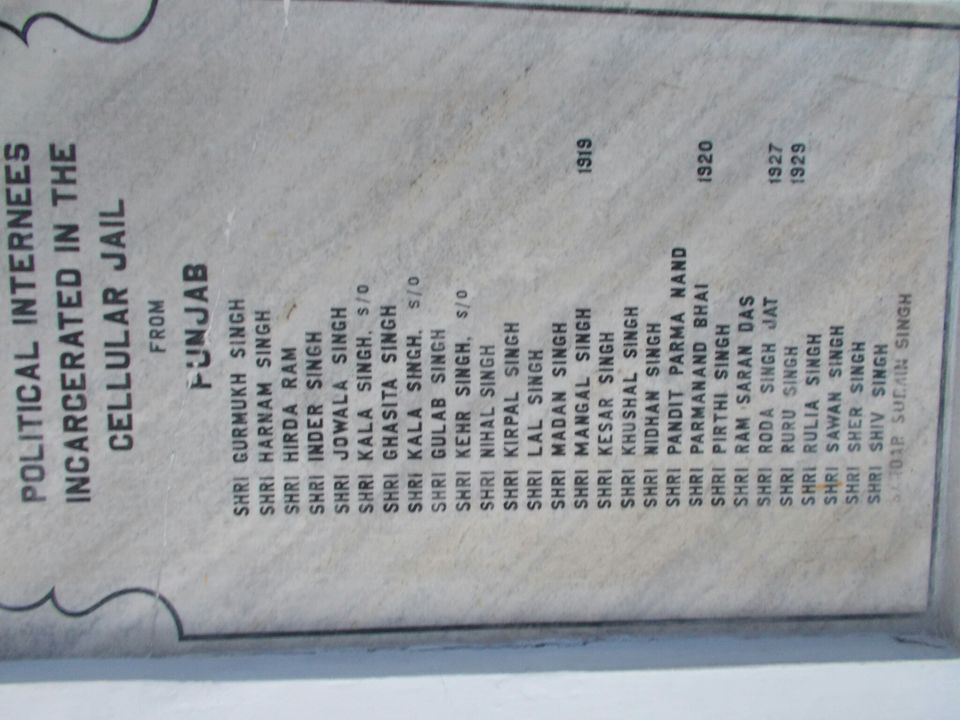 POLITICAL INTERNEES
INCARCERATED IN THE
CELLULAR JAIL
FROM
PUNJAB
SHRI GURMUKH SINGH
SHRI HARNAM SINGH
SHRI HIRDA RAM
SHRI INDER SINGH
SHRI JOWALA SINGH
SHRI KALA SINGH, S/O
SHRI GHASITA SINGH
SHRI KALA SINGH, S/O
SHRI GULAB SINGH
SHRI KEHR SINGH, S/O
SHRI NIHAL SINGH
SHRI KIRPAL SINGH
SHRI LAL SINGH
SHRI MADAN SINGH
SHRI MANGAL SINGH 1919
SHRI KESAR SINGH
SHRI KHUSHAL SINGH
SHRI NIDHAN SINGH
SHRI PANDIT PARMA NAND
SHRI PARMANAND BHAI 1920
SHRI PIRTHI SINGH
SHRI RAM SARAN DAS
SHRI RODA SINGH JAT 1927
SHRI RURU SINGH 1929
SHRI RULIA SINGH
SHRI SAWAN SINGH
SHRI SHER SINGH
SHRI SHIV SINGH
SINGH